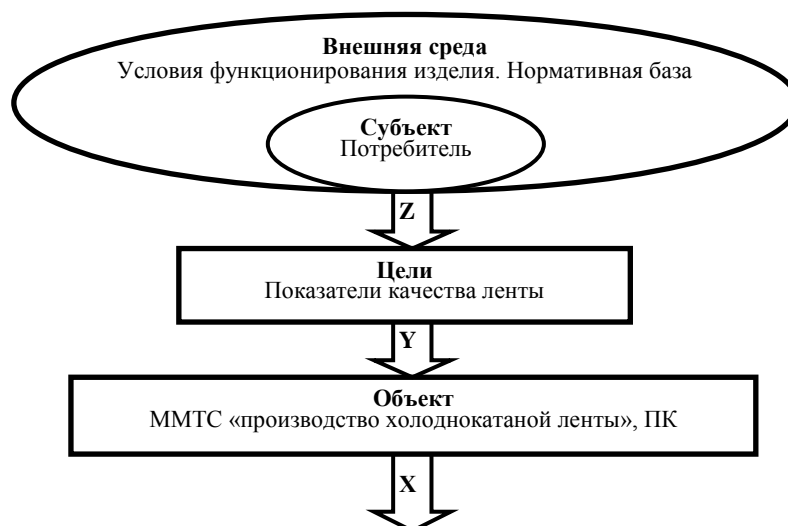 Внешняя среда
Условия функционирования изделия. Нормативная база
Субъект
Потребитель
Z
Цели
Показатели качества ленты
Y
Объект
ММТС «производство холоднокатаной ленты», ПК
X